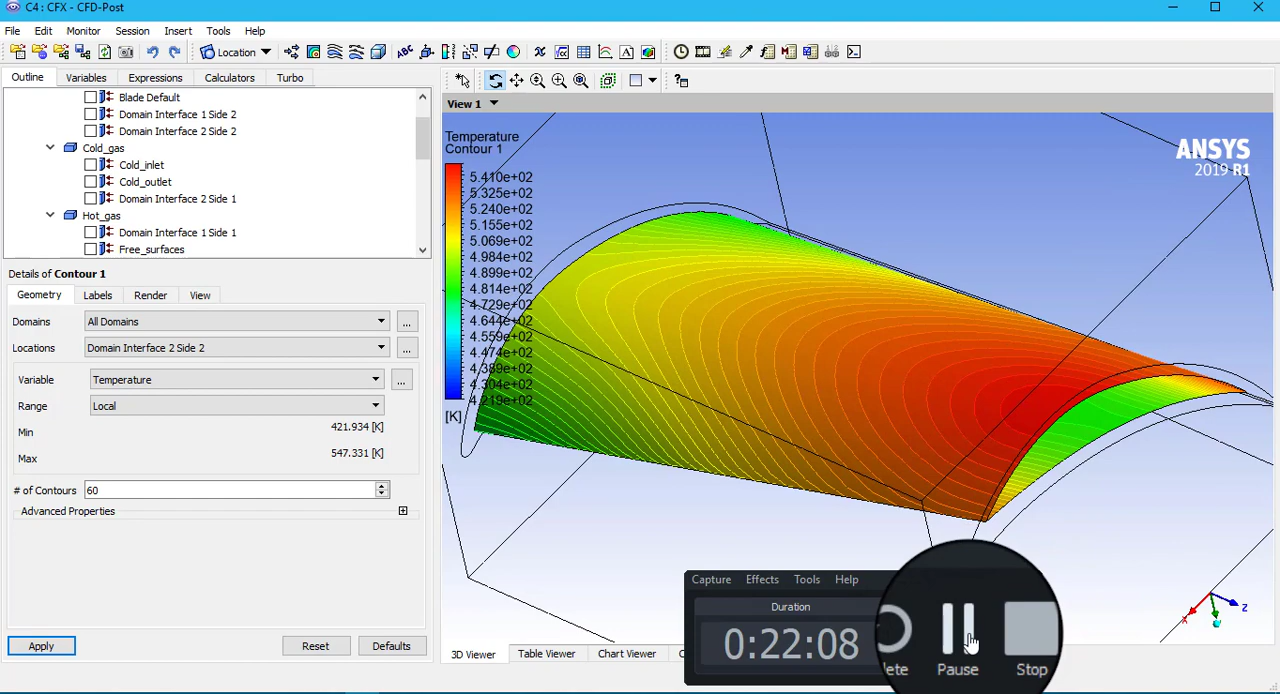 C4 : CFX - CFD-Post
File Edit Monitor Session Insert Tools Help
Location
Outline Variables Expressions Calculators Turbo
Blade Default
Domain Interface 1 Side 2
Domain Interface 2 Side 2
Cold_gas
Cold_inlet
Cold_outlet
Domain Interface 2 Side 1
Hot_gas
Domain Interface 1 Side 1
Free_surfaces
Details of Contour 1
Geometry Labels Render View
Domains All Domains ...
Locations Domain Interface 2 Side 2 ...
Variable Temperature ...
Range Local
Min 421.934 [K]
Max 547.331 [K]
# of Contours 60
Advanced Properties
Apply Reset Defaults
View 1
Temperature
Contour 1
5.410e+02
5.325e+02
5.240e+02
5.155e+02
5.069e+02
4.984e+02
4.899e+02
4.814e+02
4.729e+02
4.644e+02
4.559e+02
4.474e+02
4.389e+02
4.304e+02
4.219e+02
[K]
ANSYS
2019 R1
X Z
3D Viewer Table Viewer Chart Viewer C
Capture Effects Tools Help
Duration
0:22:08
lete Pause Stop